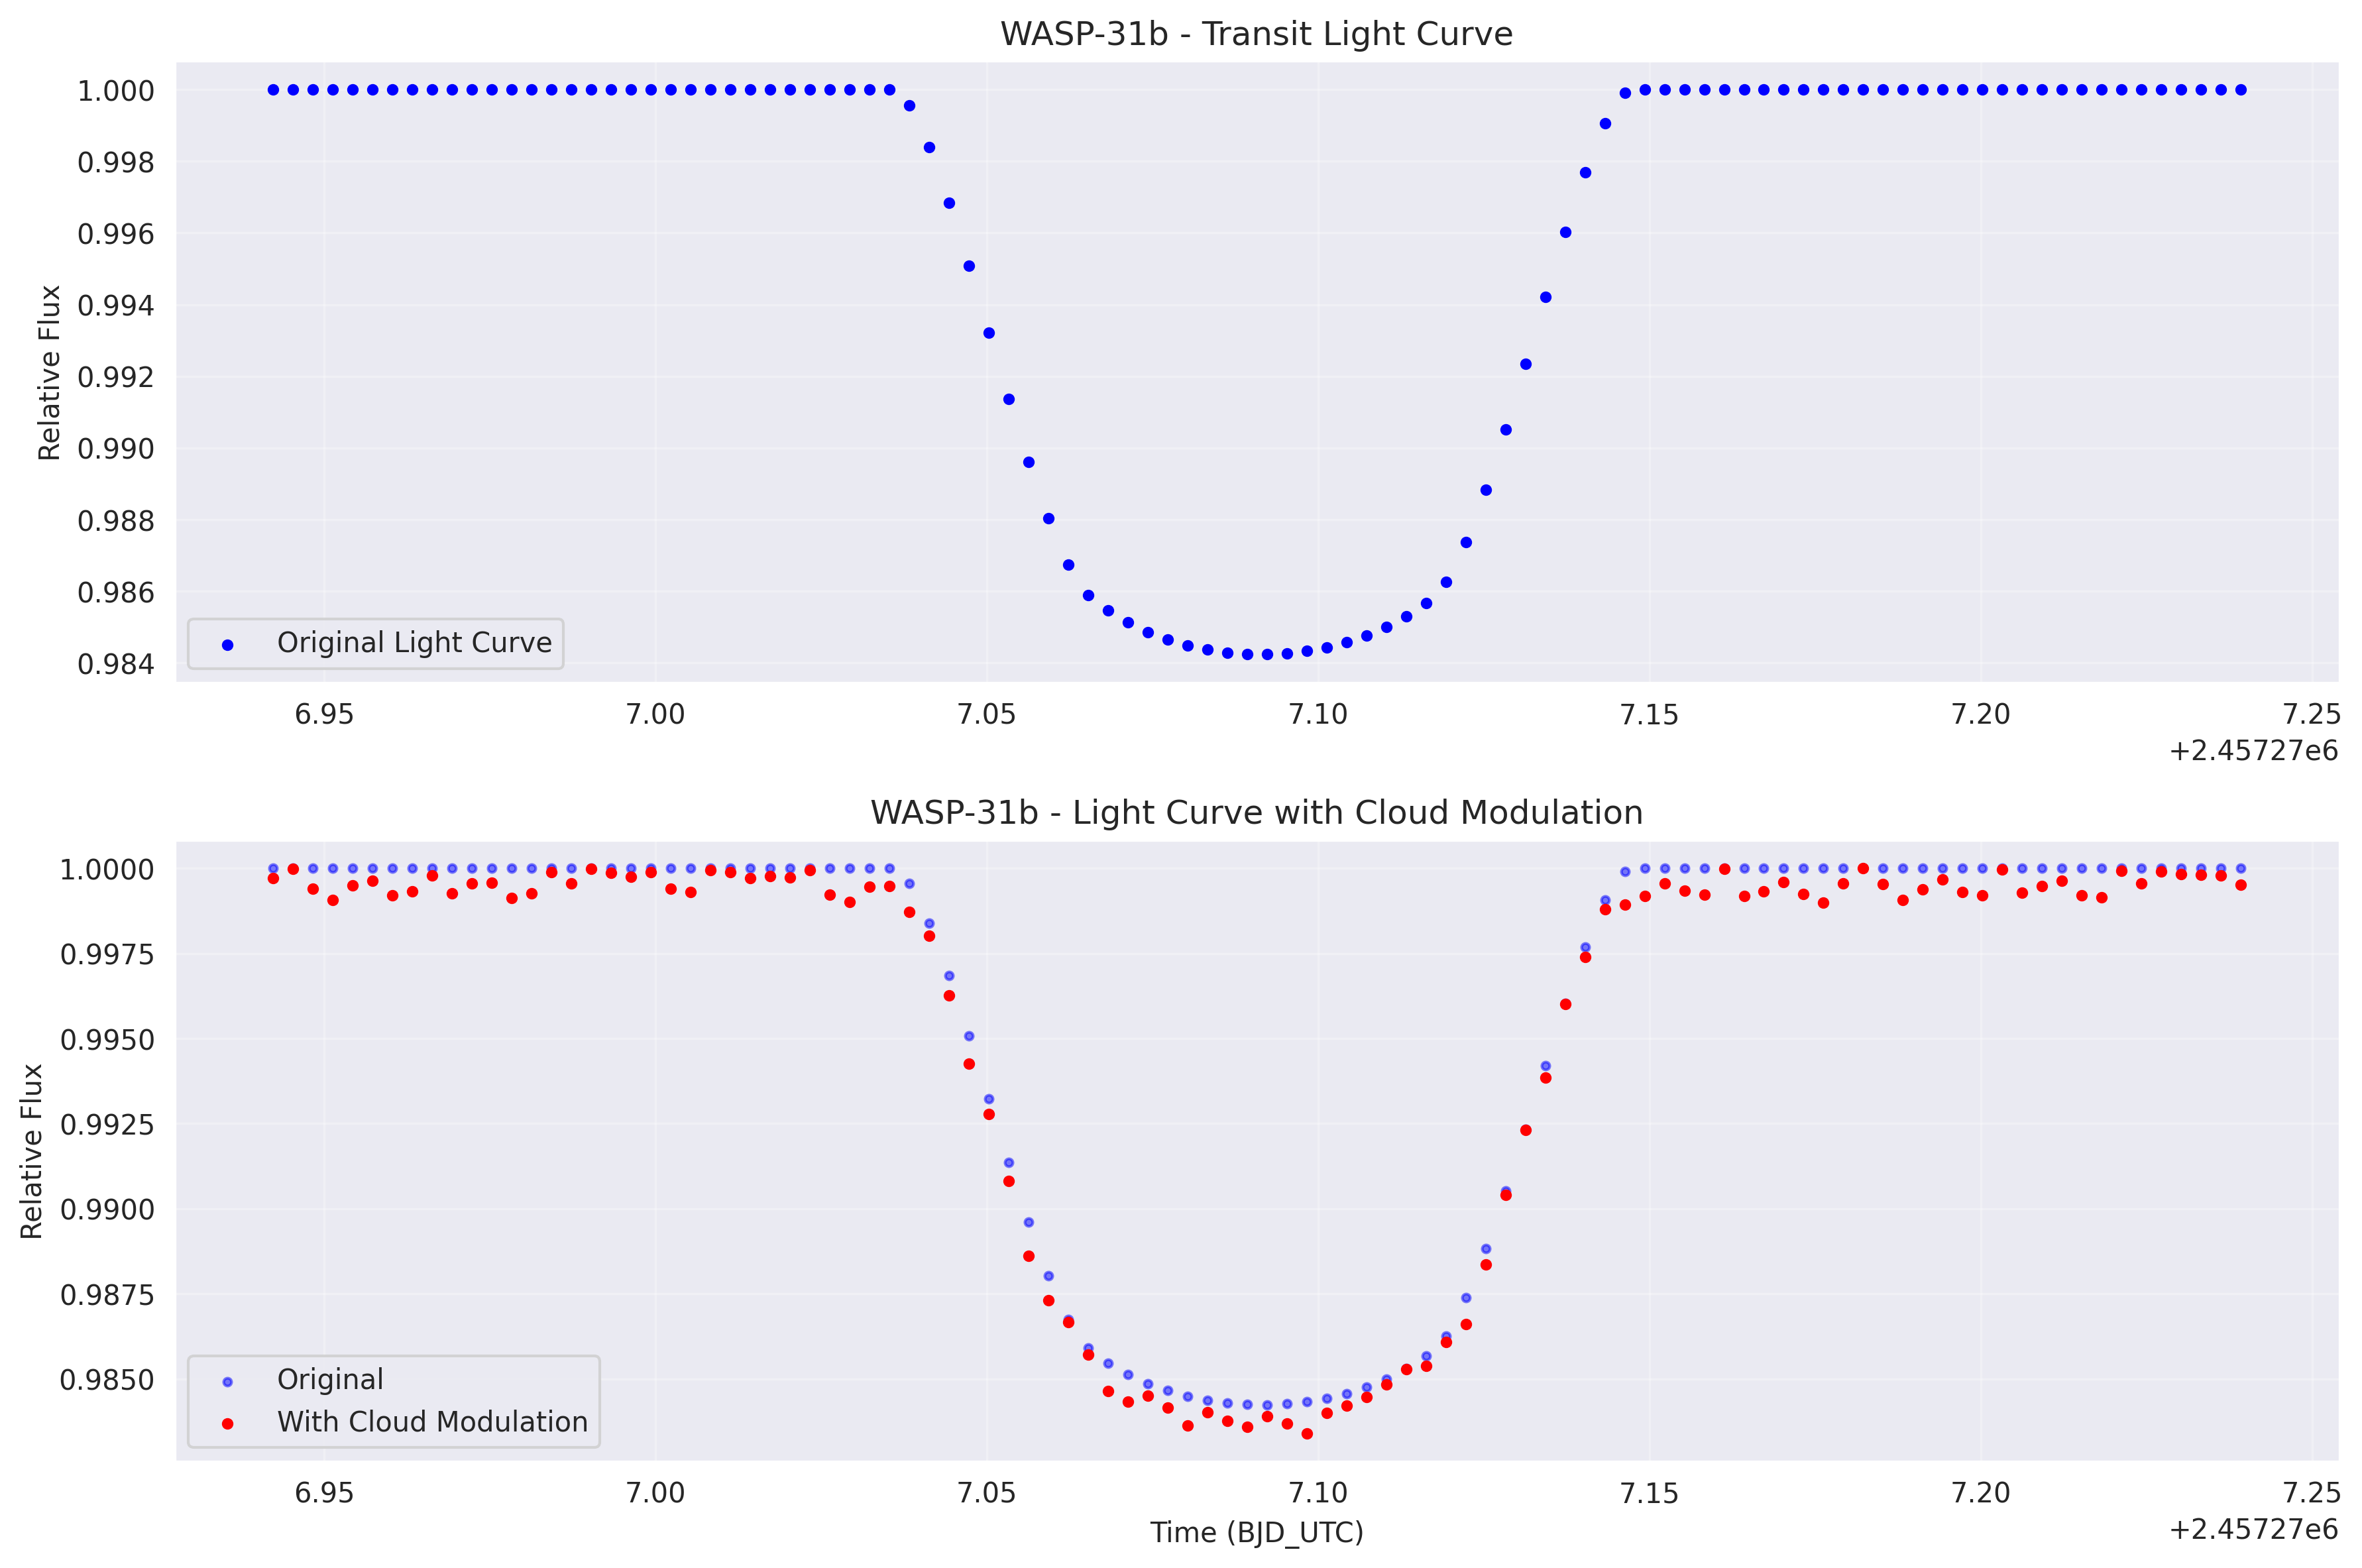 WASP-31b - Transit Light Curve
Relative Flux
1.000
0.998
0.996
0.994
0.992
0.990
0.988
0.986
0.984
Original Light Curve
6.95 7.00 7.05 7.10 7.15 7.20 7.25
+2.45727e6
WASP-31b - Light Curve with Cloud Modulation
Relative Flux
1.0000
0.9975
0.9950
0.9925
0.9900
0.9875
0.9850
Original
With Cloud Modulation
6.95 7.00 7.05 7.10 7.15 7.20 7.25
Time (BJD_UTC)
+2.45727e6